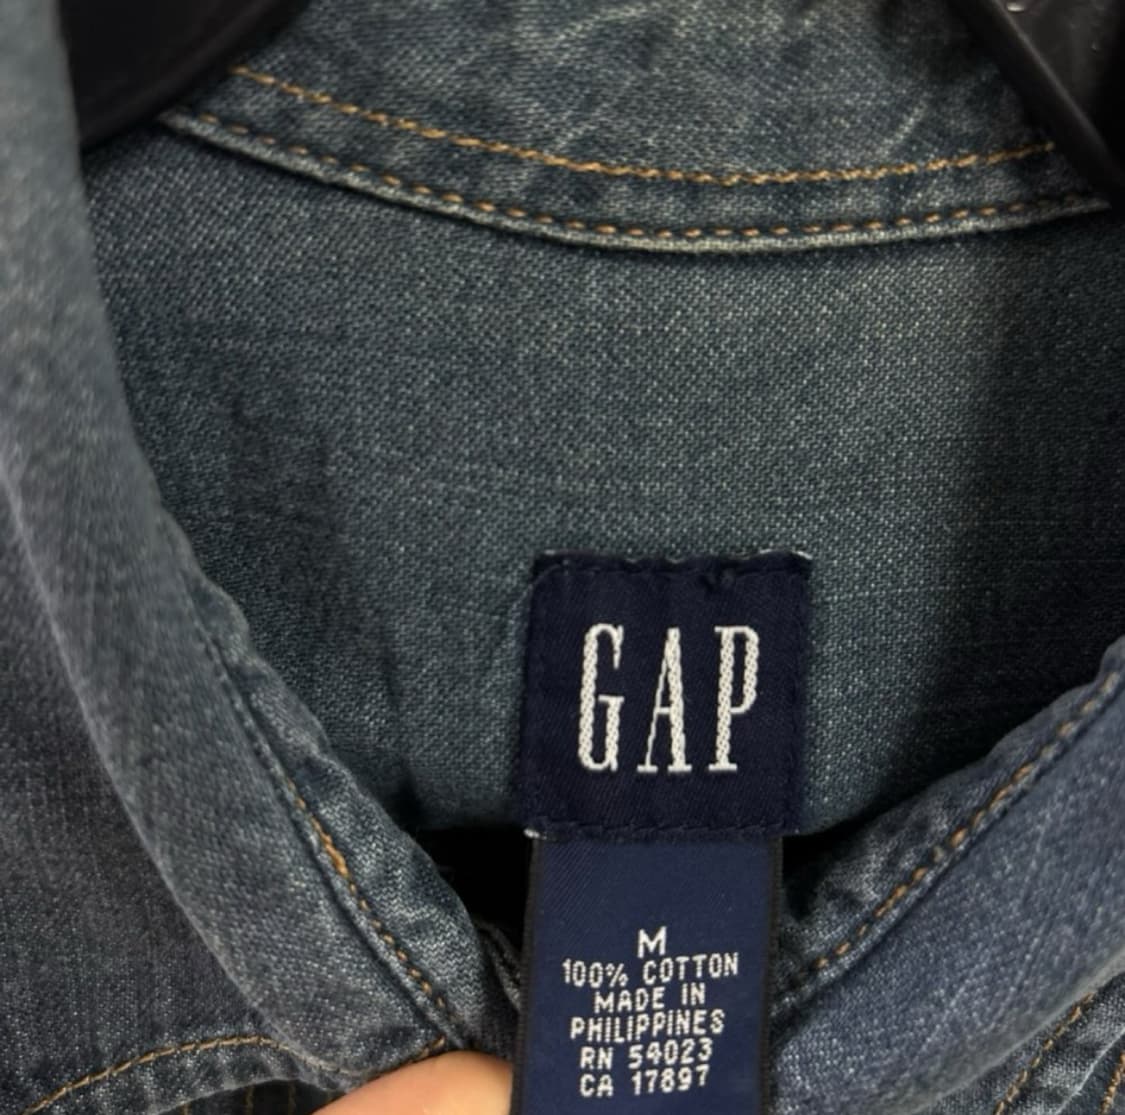 GAP
M
100% COTTON
MADE IN
PHILIPPINES
RN 54023
CA 17897